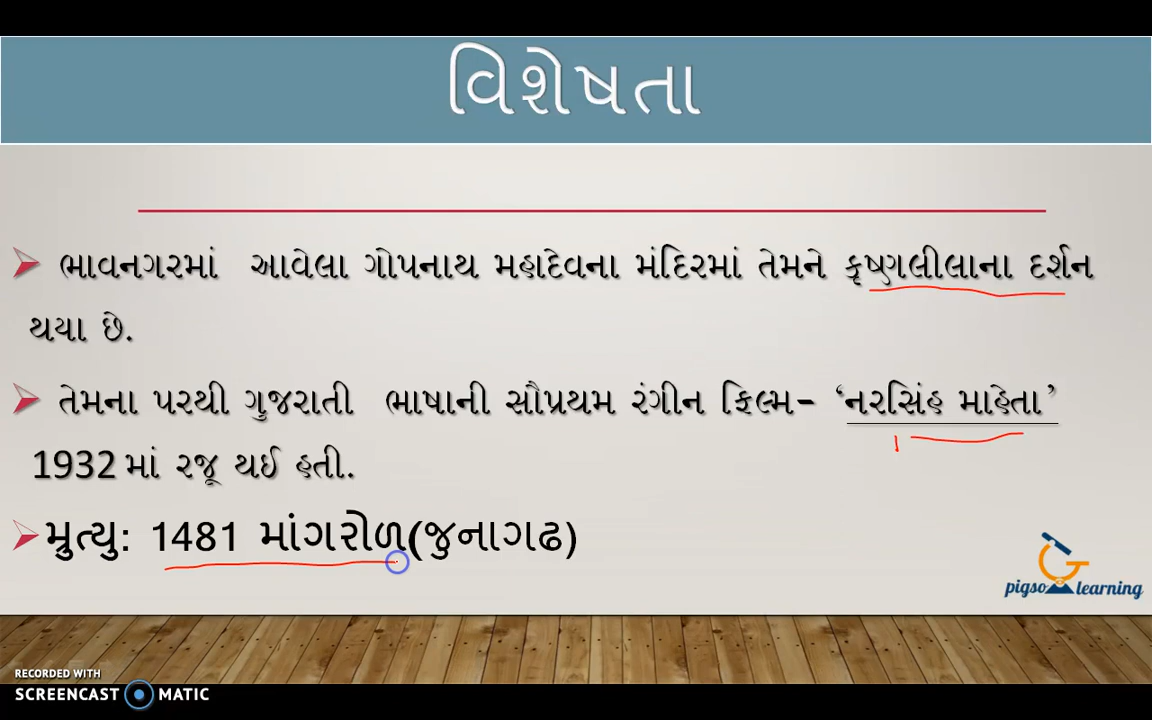 વિશેષતા
ભાવનગરમાં આવેલા ગોપનાથ મહાદેવના મંદિરમાં તેમને કૃષ્ણલીલાના દર્શન
થયા છે.
તેમના પરથી ગુજરાતી ભાષાની સૌપ્રથમ રંગીન ફિલ્મ- ‘નરસિંહ માહેતા’
1932 માં રજૂ થઈ હતી.
મ્રુત્યુ: 1481 માંગરોળ(જુનાગઢ)
pigso learning
RECORDED WITH
SCREENCAST MATIC